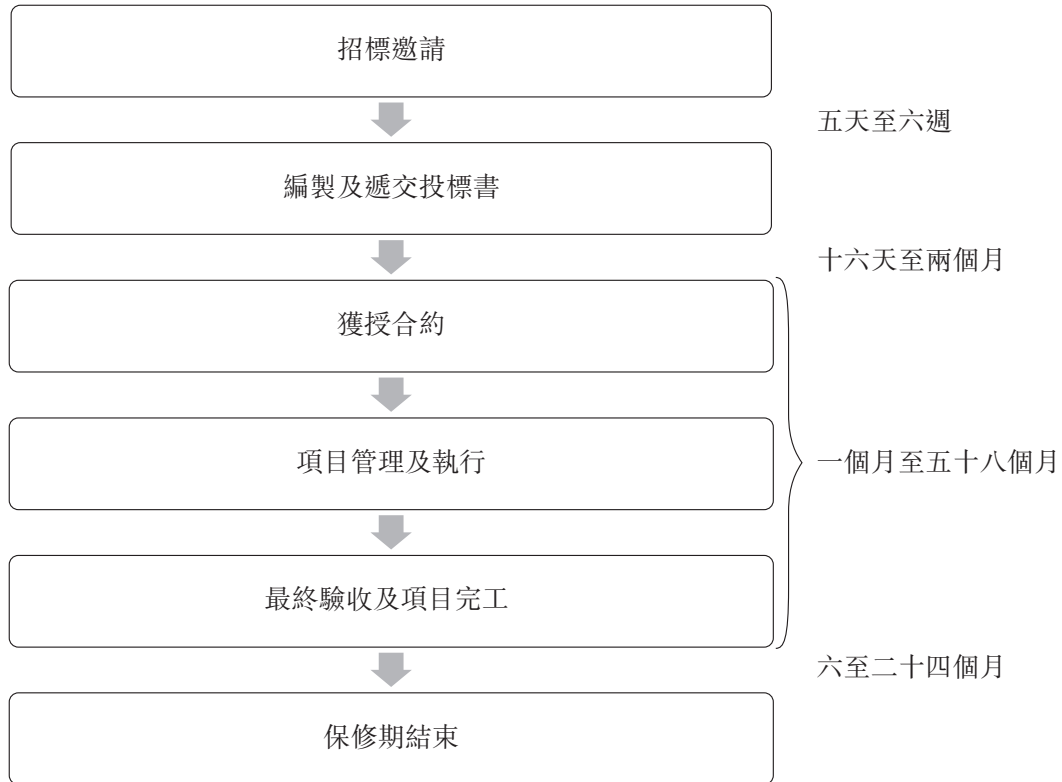 招標邀請
五天至六週
編製及遞交投標書
十六天至兩個月
獲授合約
項目管理及執行
一個月至五十八個月
最終驗收及項目完工
六至二十四個月
保修期結束